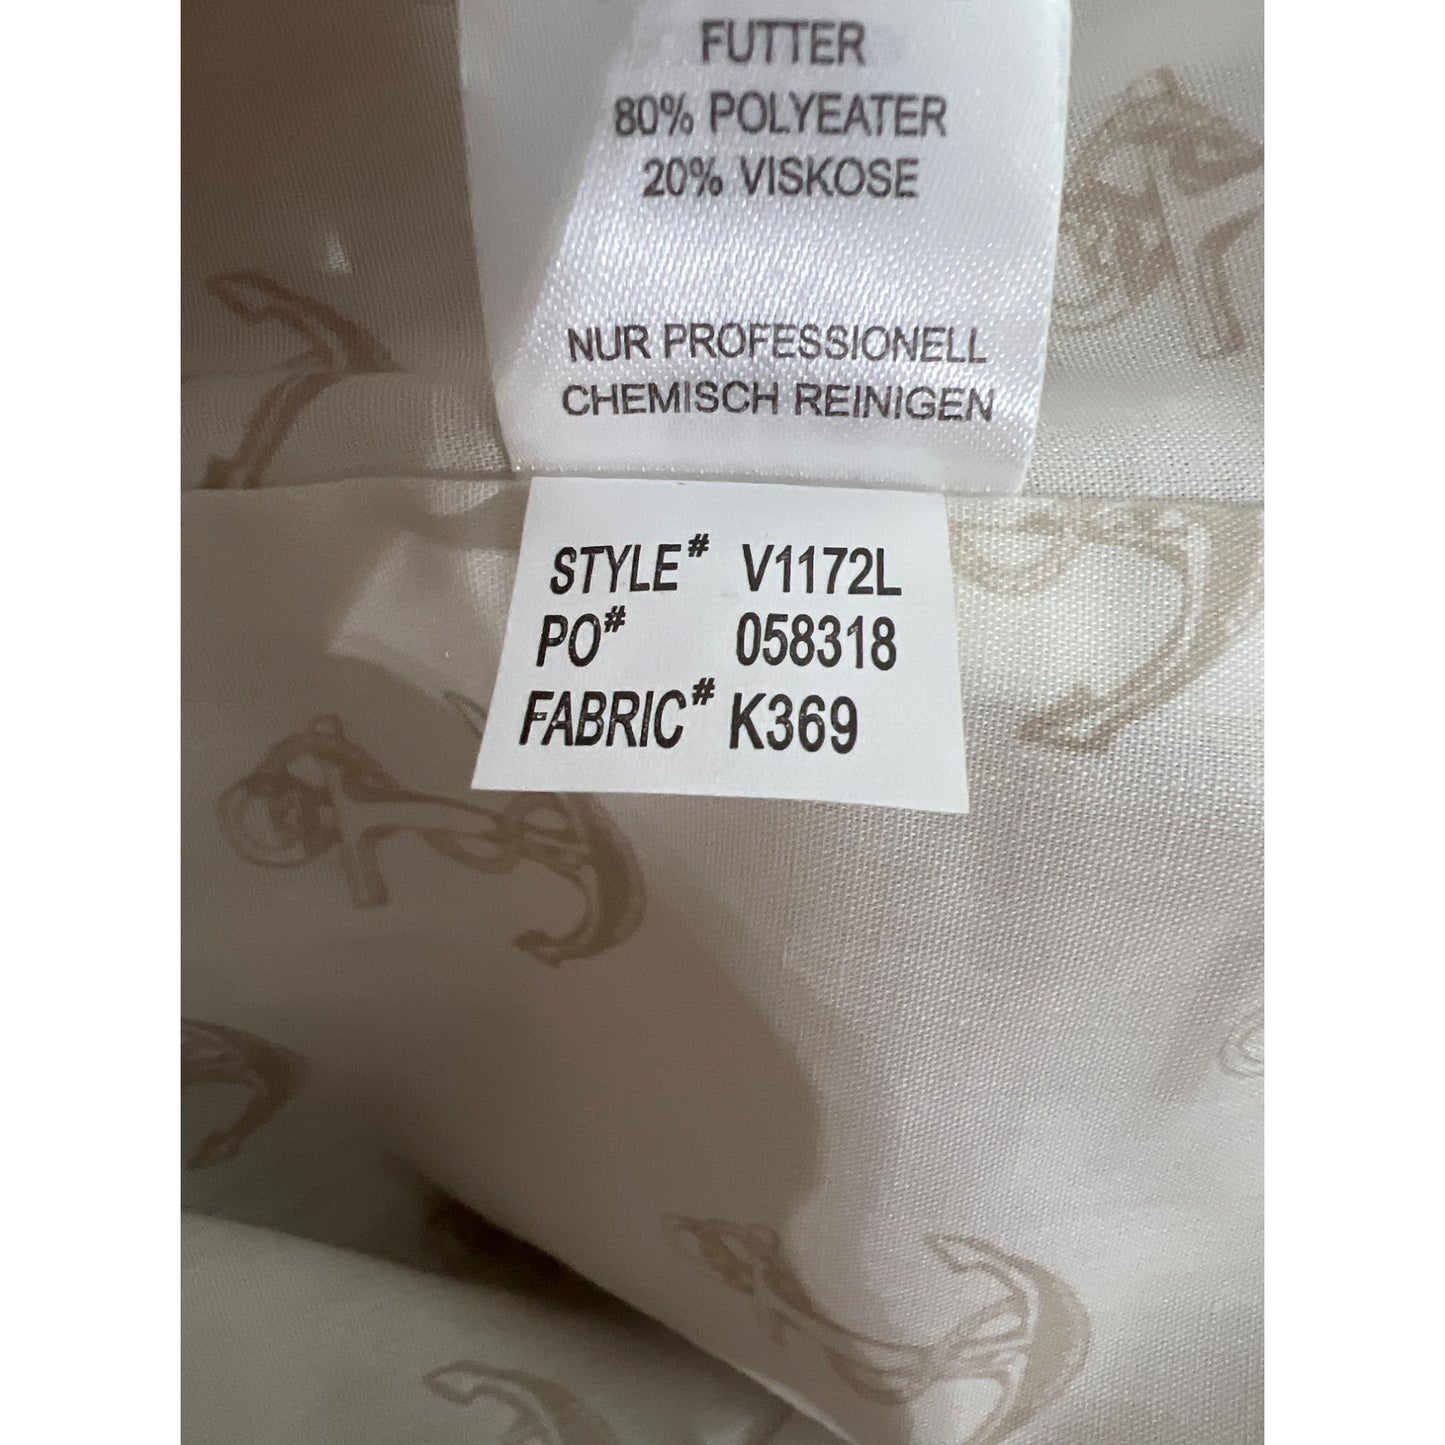 FUTTER
80% POLYEATER
20% VISKOSE
NUR PROFESSIONELL
CHEMISCH REINIGEN
STYLE# V1172L
PO# 058318
FABRIC# K369